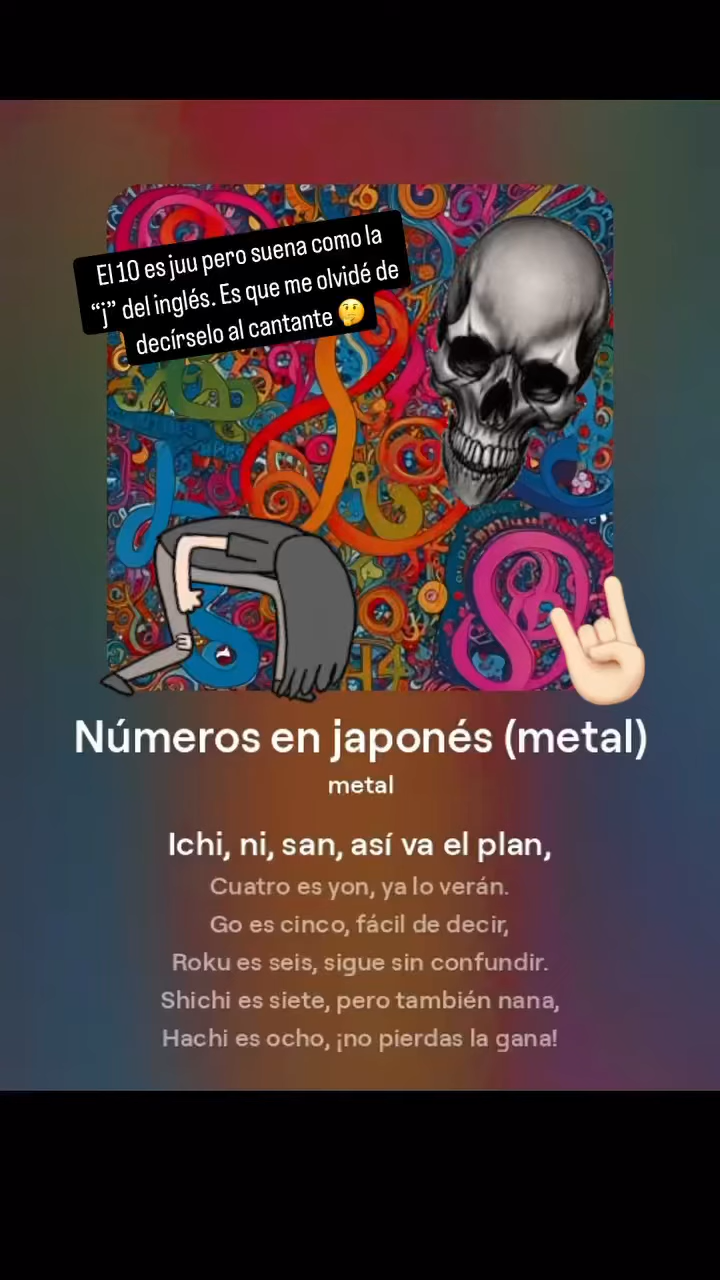 El 10 es juu pero suena como la
“j” del inglés. Es que me olvidé de
decírselo al cantante 🤔
Números en japonés (metal)
metal
Ichi, ni, san, así va el plan,
Cuatro es yon, ya lo verán.
Go es cinco, fácil de decir,
Roku es seis, sigue sin confundir.
Shichi es siete, pero también nana,
Hachi es ocho, ¡no pierdas la gana!